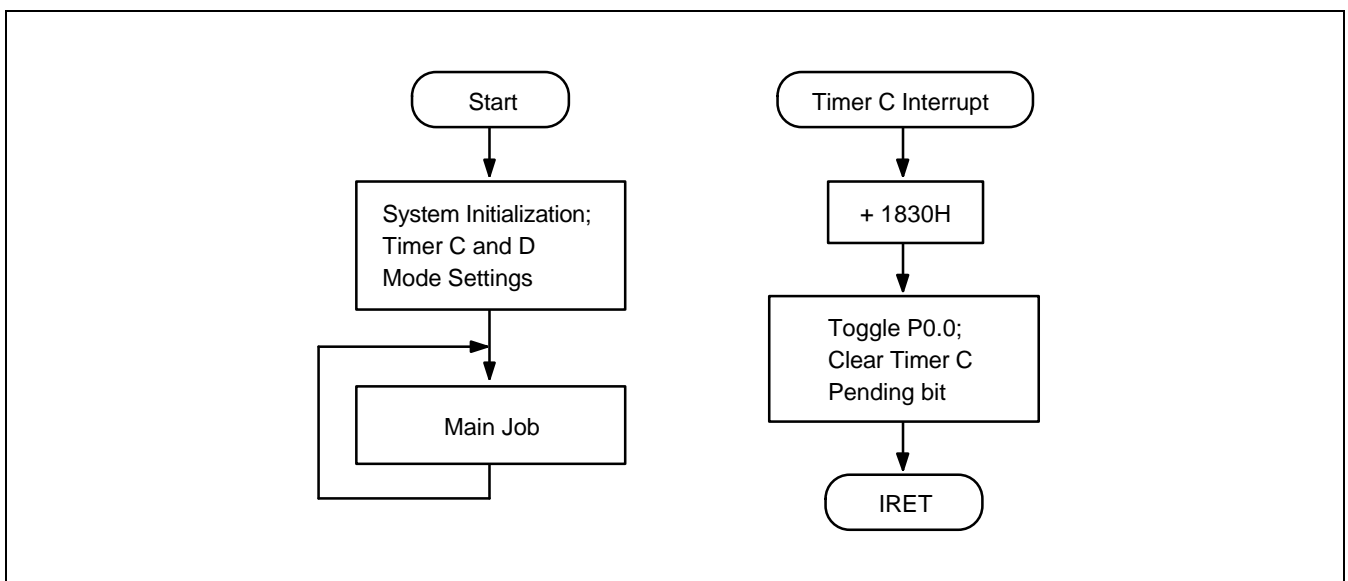 Start
System Initialization;
Timer C and D
Mode Settings
Main Job
Timer C Interrupt
+ 1830H
Toggle P0.0;
Clear Timer C
Pending bit
IRET